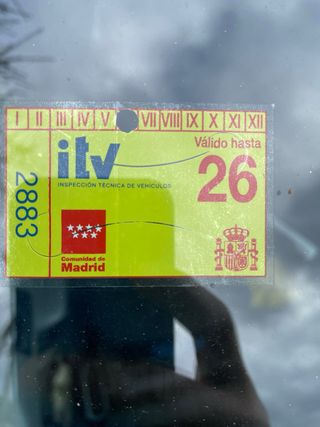 I II III IV V VII VIII IX X XI XII
itv
INSPECCIÓN TÉCNICA DE VEHÍCULOS
Válido hasta
26
2883
Comunidad de
Madrid